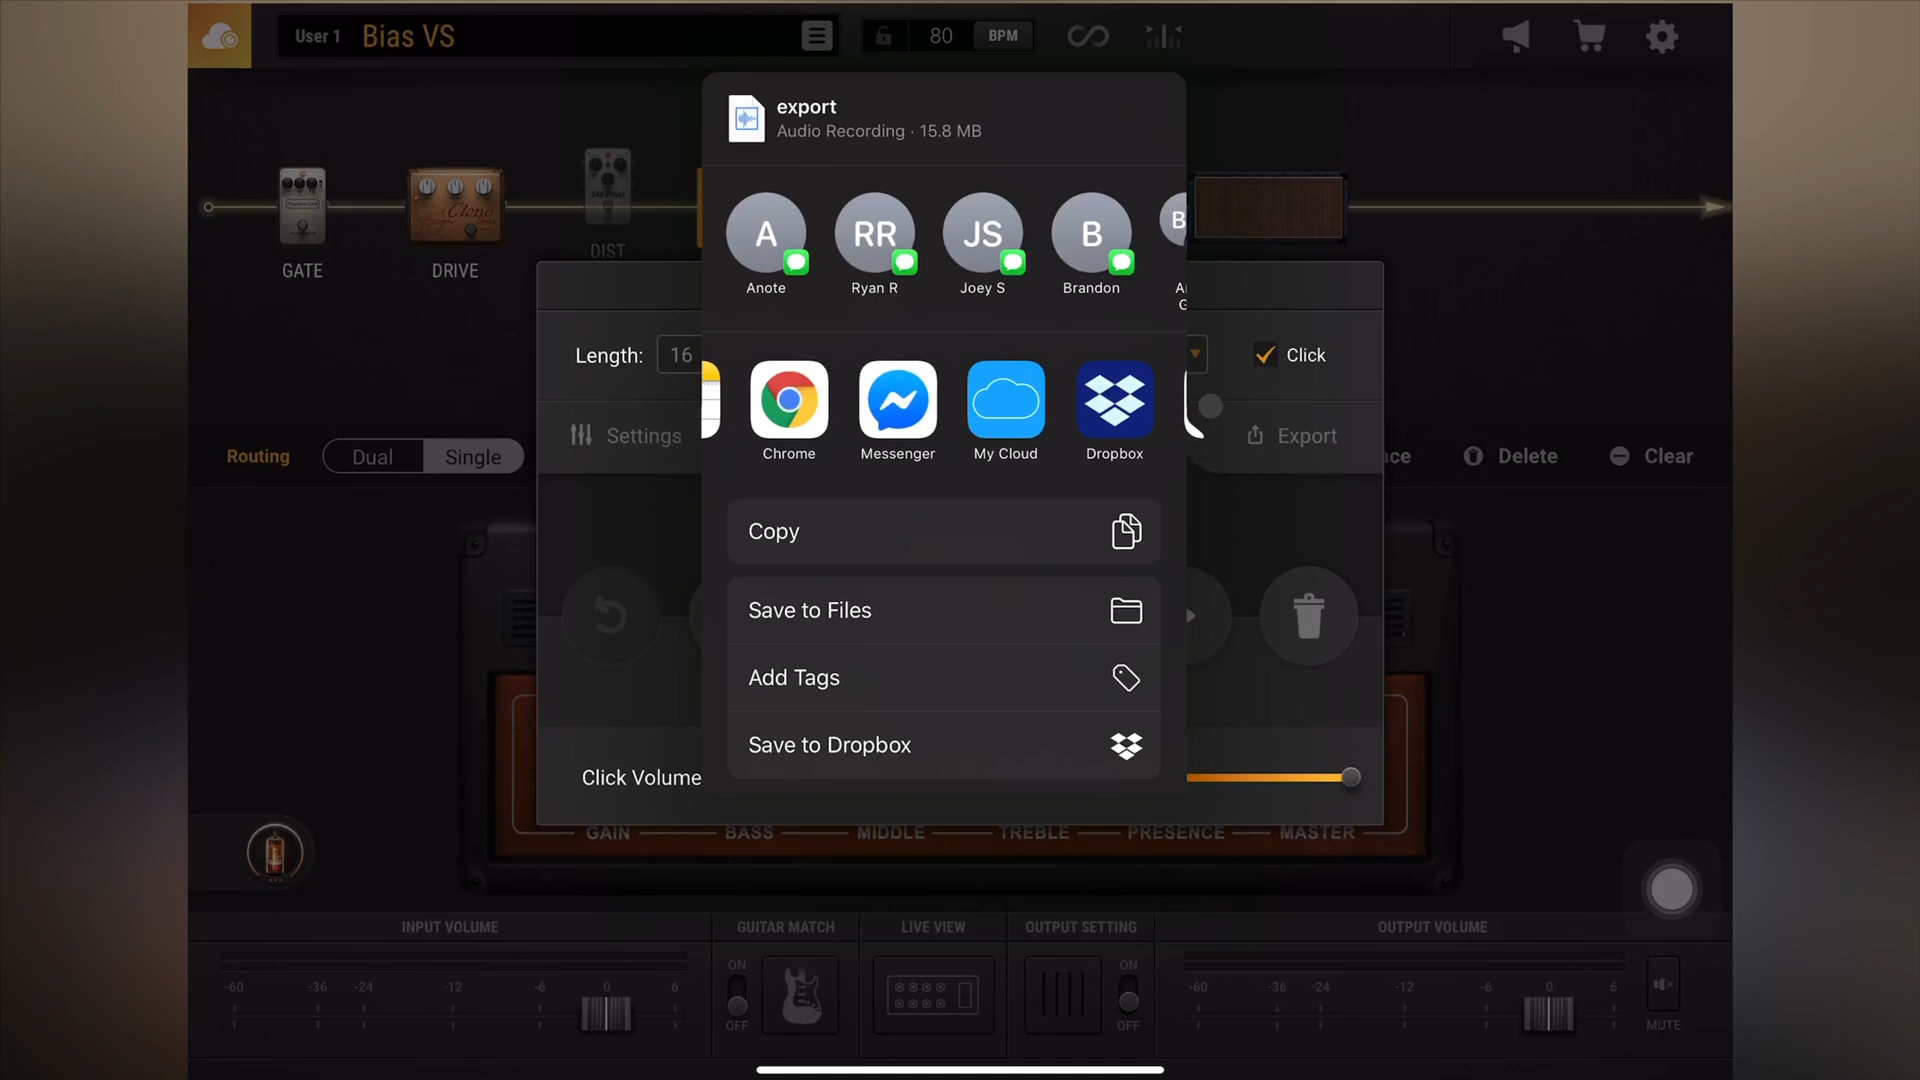 User 1 Bias VS
80 BPM
export
Audio Recording · 15.8 MB
A
RR
JS
B
B
Anote
Ryan R
Joey S
Brandon
GATE
DRIVE
DIST
Length: 16
Click
Chrome
Messenger
My Cloud
Dropbox
Settings
Export
Routing
Dual
Single
Delete
Clear
Copy
Save to Files
Add Tags
Save to Dropbox
Click Volume
GAIN BASS MIDDLE TREBLE PRESENCE MASTER
INPUT VOLUME
GUITAR MATCH
LIVE VIEW
OUTPUT SETTING
OUTPUT VOLUME
-60 -36 -24 -12 -6 0 6
ON
OFF
ON
OFF
-60 -36 -24 -12 -6 0 6
MUTE